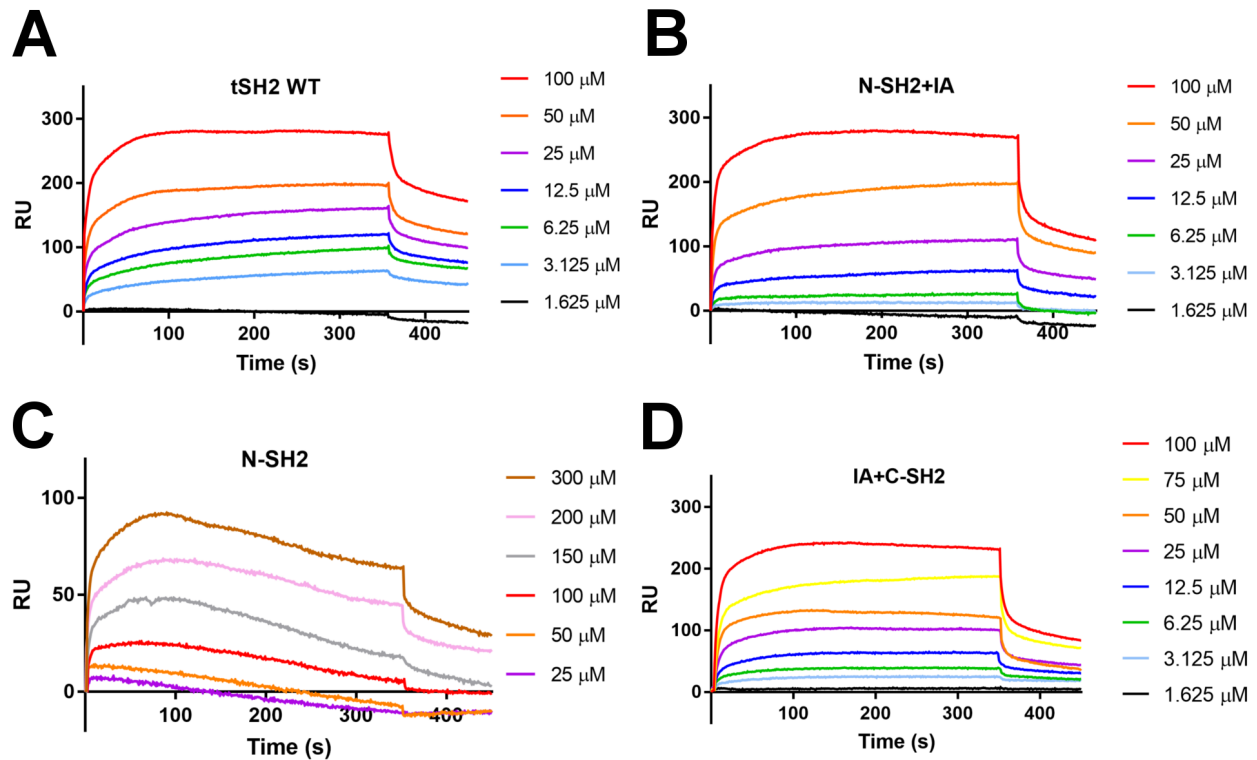 A
tSH2 WT
RU
300
200
100
0
100
200
300
400
Time (s)
100 µM
50 µM
25 µM
12.5 µM
6.25 µM
3.125 µM
1.625 µM
B
N-SH2+IA
RU
300
200
100
0
100
200
300
400
Time (s)
100 µM
50 µM
25 µM
12.5 µM
6.25 µM
3.125 µM
1.625 µM
C
N-SH2
RU
100
50
0
100
200
300
400
Time (s)
300 µM
200 µM
150 µM
100 µM
50 µM
25 µM
D
IA+C-SH2
RU
300
200
100
0
100
200
300
400
Time (s)
100 µM
75 µM
50 µM
25 µM
12.5 µM
6.25 µM
3.125 µM
1.625 µM